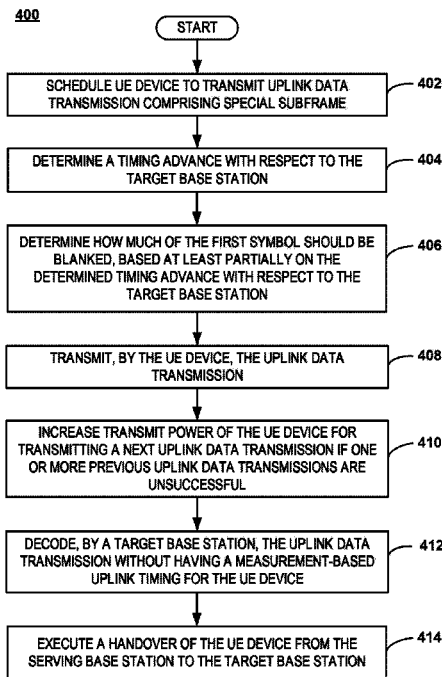 400
START
SCHEDULE UE DEVICE TO TRANSMIT UPLINK DATA
TRANSMISSION COMPRISING SPECIAL SUBFRAME
402
DETERMINE A TIMING ADVANCE WITH RESPECT TO THE
TARGET BASE STATION
404
DETERMINE HOW MUCH OF THE FIRST SYMBOL SHOULD BE
BLANKED, BASED AT LEAST PARTIALLY ON THE
DETERMINED TIMING ADVANCE WITH RESPECT TO THE
TARGET BASE STATION
406
TRANSMIT, BY THE UE DEVICE, THE UPLINK DATA
TRANSMISSION
408
INCREASE TRANSMIT POWER OF THE UE DEVICE FOR
TRANSMITTING A NEXT UPLINK DATA TRANSMISSION IF ONE
OR MORE PREVIOUS UPLINK DATA TRANSMISSIONS ARE
UNSUCCESSFUL
410
DECODE, BY A TARGET BASE STATION, THE UPLINK DATA
TRANSMISSION WITHOUT HAVING A MEASUREMENT-BASED
UPLINK TIMING FOR THE UE DEVICE
412
EXECUTE A HANDOVER OF THE UE DEVICE FROM THE
SERVING BASE STATION TO THE TARGET BASE STATION
414